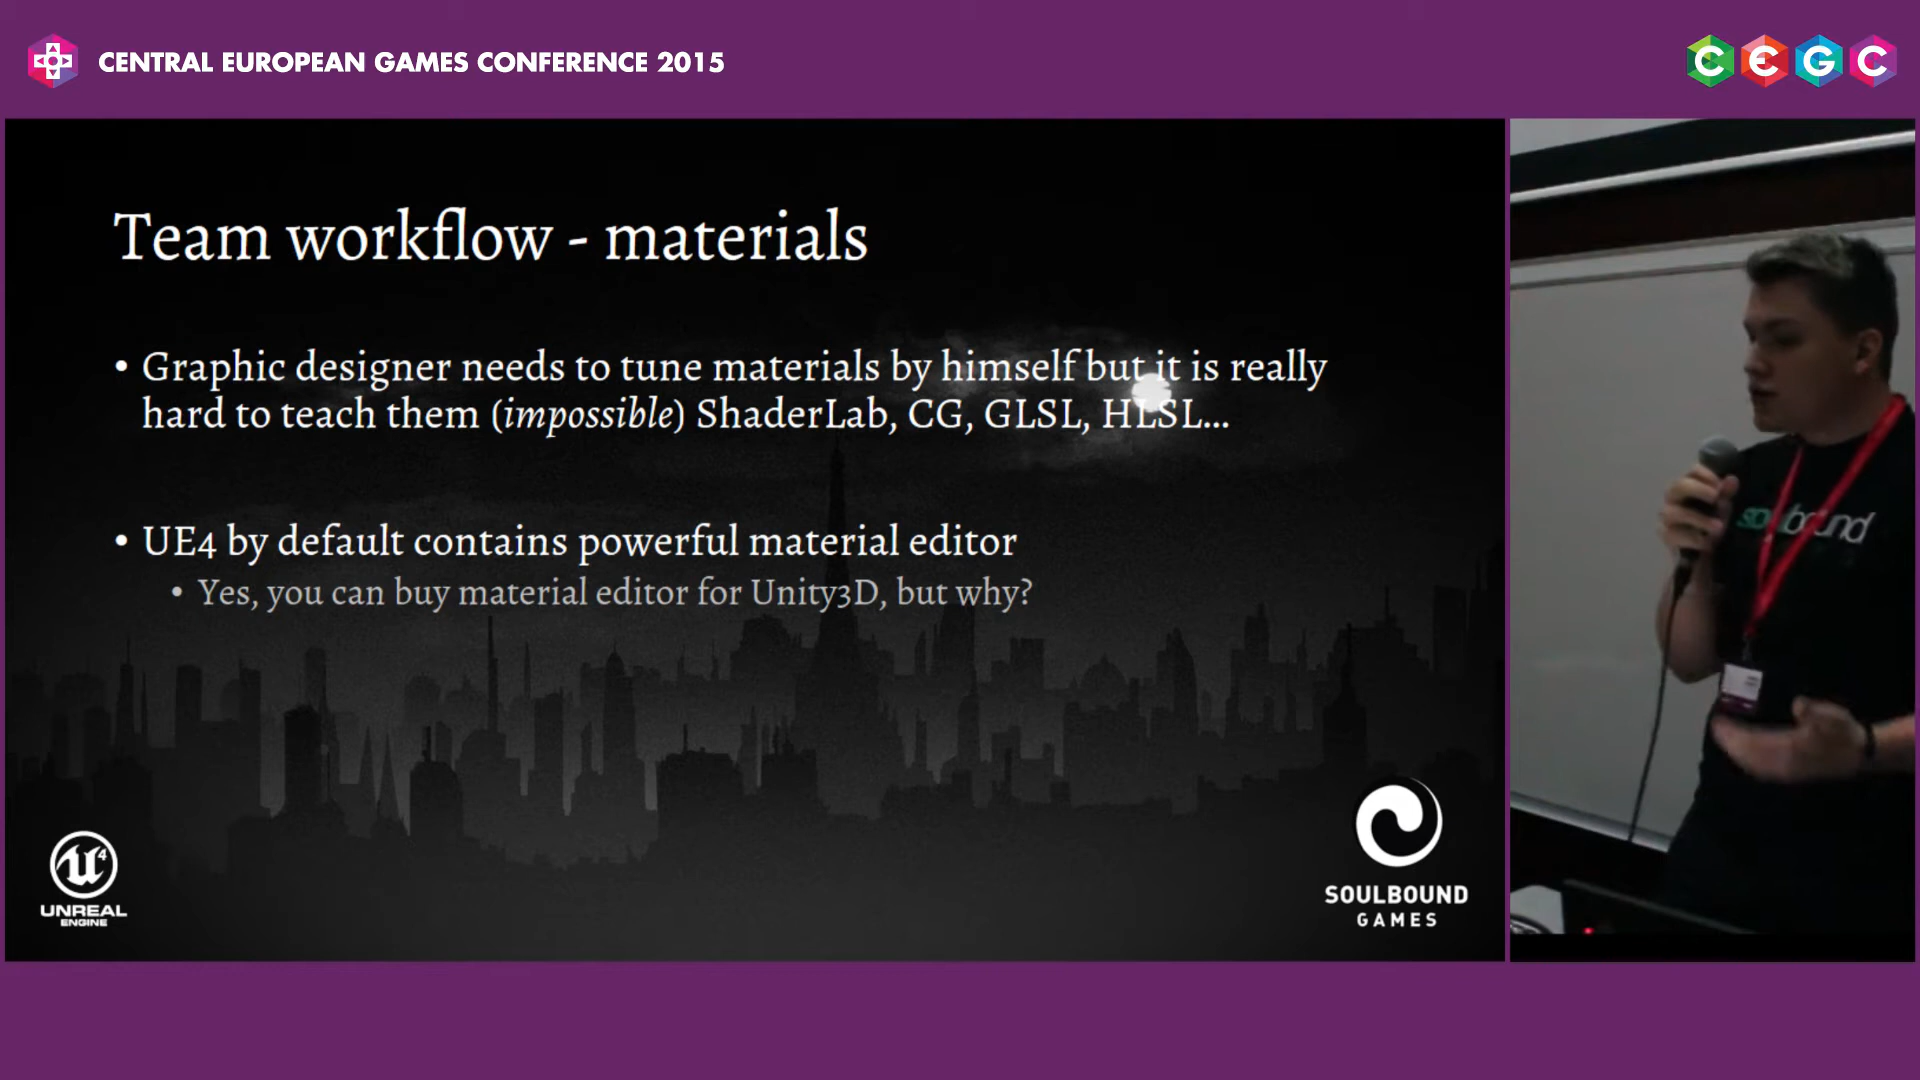 CENTRAL EUROPEAN GAMES CONFERENCE 2015
C E G C
Team workflow - materials
• Graphic designer needs to tune materials by himself but it is really
hard to teach them (impossible) ShaderLab, CG, GLSL, HLSL...
• UE4 by default contains powerful material editor
• Yes, you can buy material editor for Unity3D, but why?
soulbound
U4
UNREAL
ENGINE
SOULBOUND
GAMES